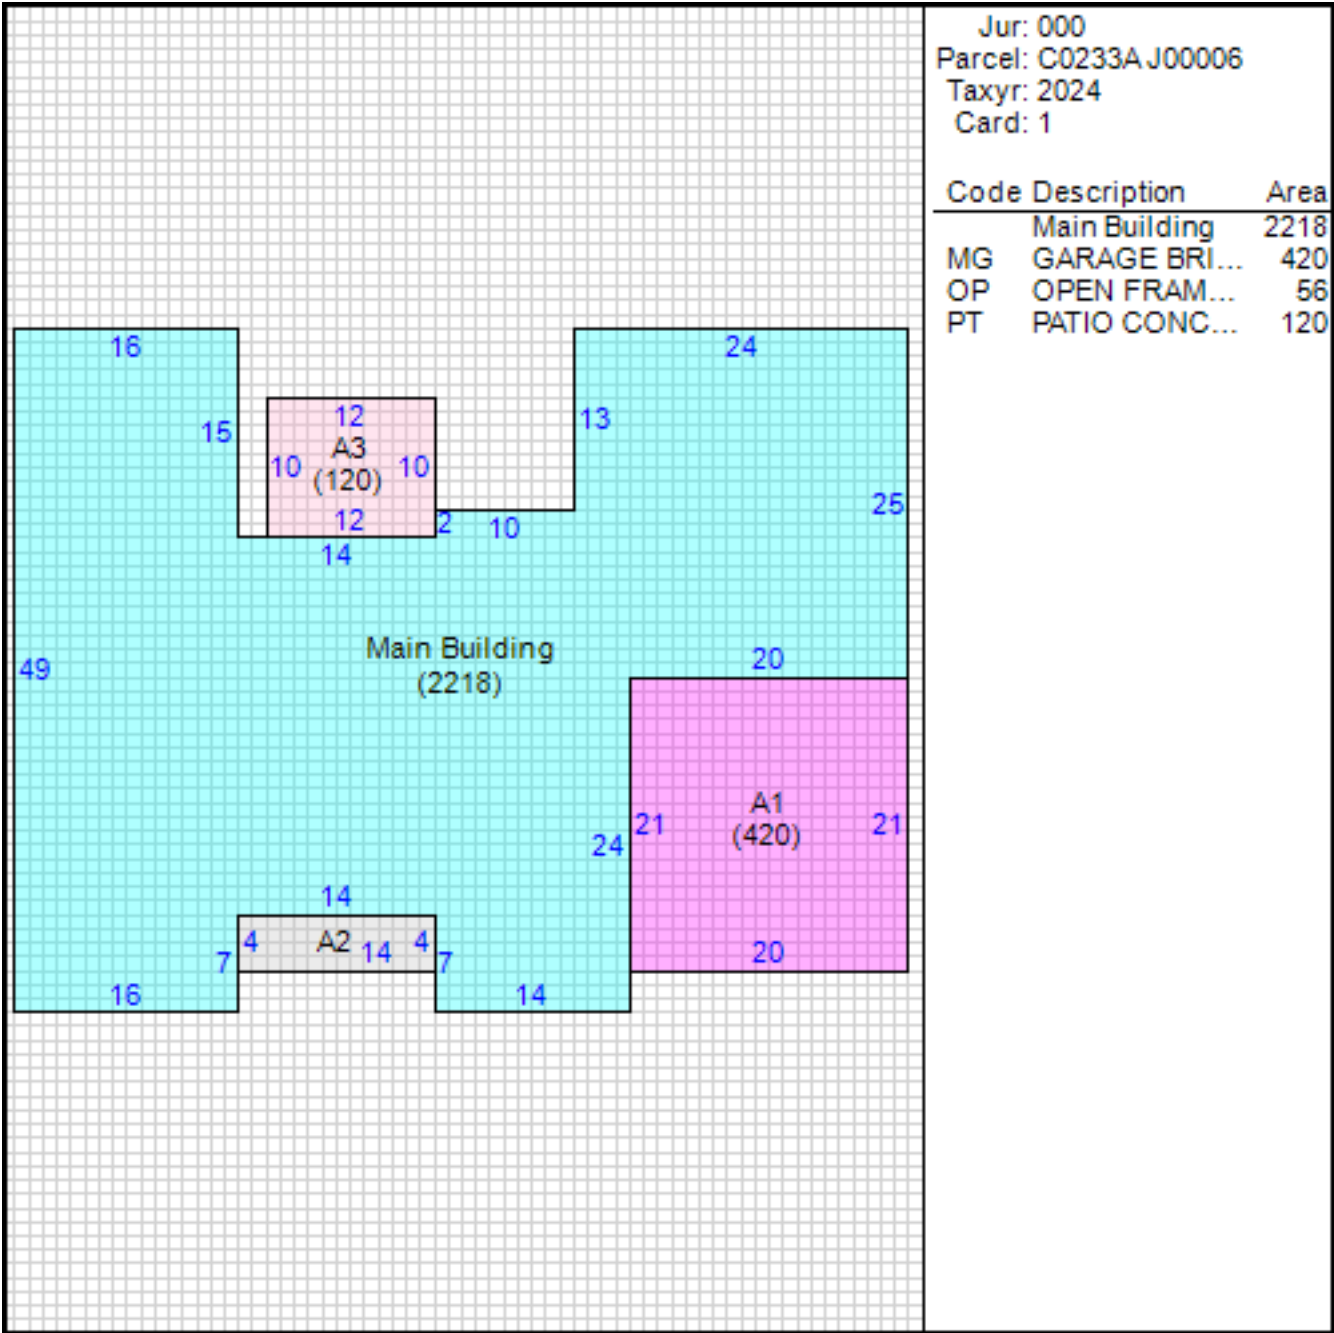 Jur: 000
Parcel: C0233A J00006
Taxyr: 2024
Card: 1
Code Description Area
Main Building 2218
MG GARAGE BRI... 420
OP OPEN FRAM... 56
PT PATIO CONC... 120
16
24
15
12
13
A3
10 10
(120)
25
12
2
10
14
Main Building
(2218)
20
49
A1
(420)
21 21
24
14
4 A2 14 4
7 7
20
16
14